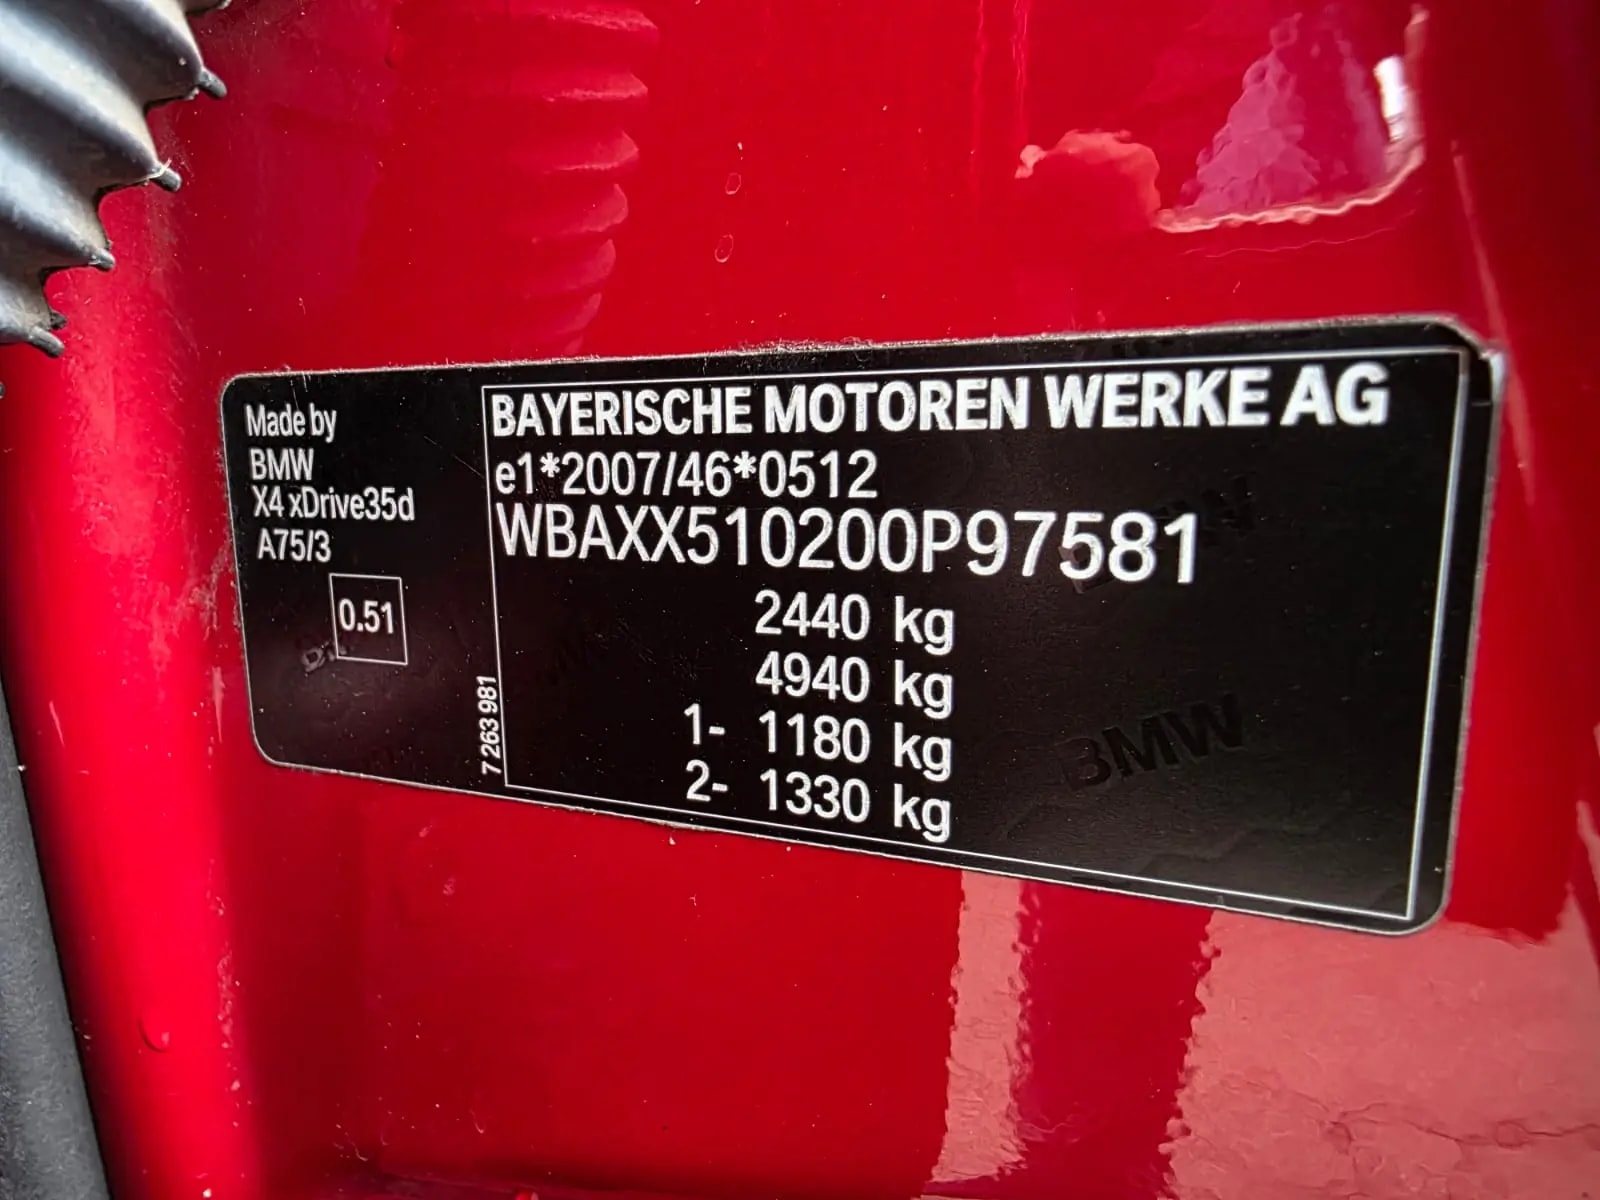 Made by
BMW
X4 xDrive35d
A75/3
0.51
7 263 981
BAYERISCHE MOTOREN WERKE AG
e1*2007/46*0512
WBAXX510200P97581
2440 kg
4940 kg
1- 1180 kg
2- 1330 kg
BMW